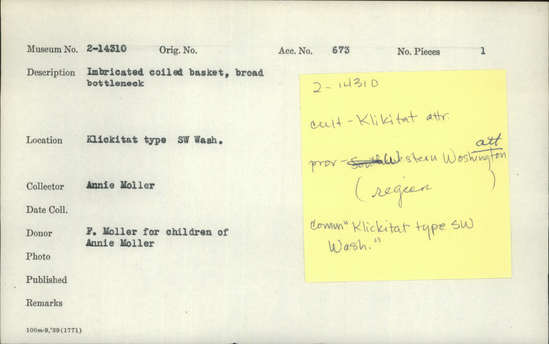 Museum No. 2-14310 Orig. No. Acc. No. 673 No. Pieces 1
Description Imbricated coiled basket, broad
bottleneck
Location Klickitat type SW Wash.
Collector Annie Moller
Date Coll.
Donor F. Moller for children of
Annie Moller
Photo
Published
Remarks
100m-9,'39(1771)
2-14310
cult - Klikitat attr
prov - Western Washington att
(region)
comm "Klickitat type SW
Wash."